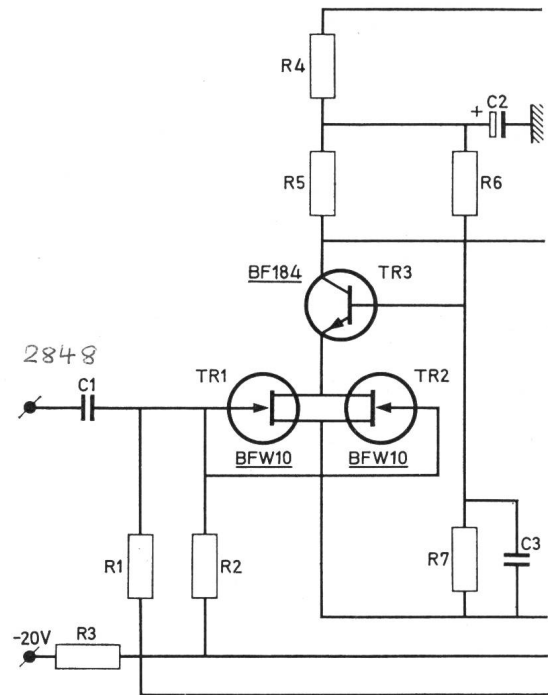 R4
C2
+
R5
R6
BF184
TR3
2848
C1
TR1
TR2
BFW10
BFW10
R1
R2
R7
C3
-20V
R3